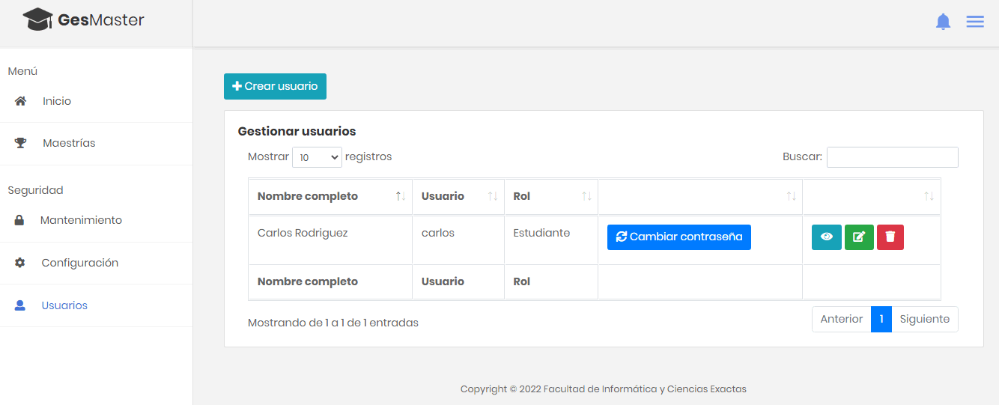 GesMaster
Menú
Inicio
Maestrías
Seguridad
Mantenimiento
Configuración
Usuarios
Crear usuario
Gestionar usuarios
Mostrar 10 registros Buscar:
Nombre completo Usuario Rol
Carlos Rodriguez carlos Estudiante Cambiar contraseña
Nombre completo Usuario Rol
Mostrando de 1 a 1 de 1 entradas Anterior 1 Siguiente
Copyright © 2022 Facultad de Informática y Ciencias Exactas